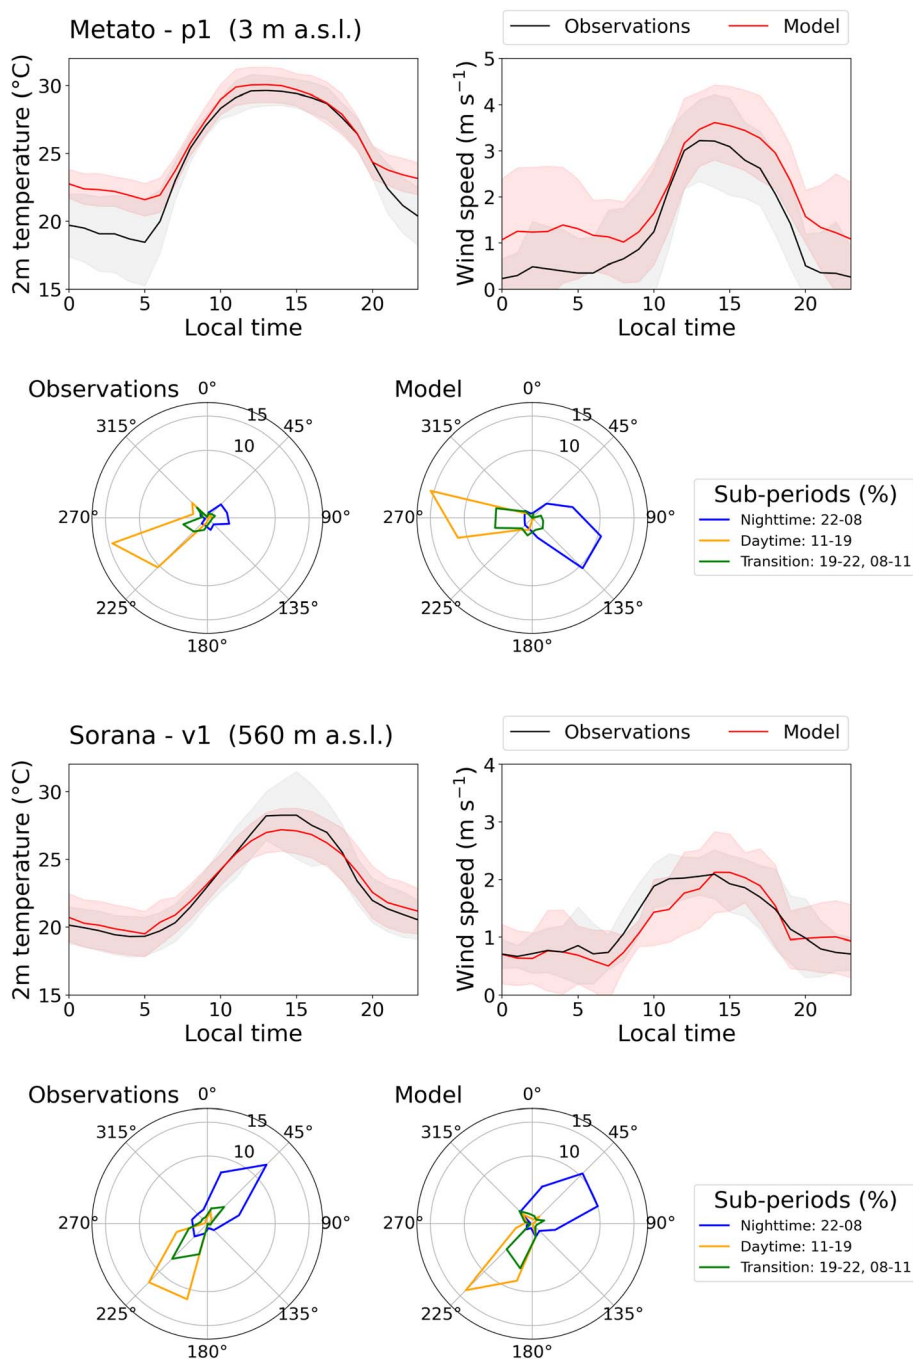 Metato - p1 (3 m a.s.l.)
Observations Model
2m temperature (°C)
30
25
20
15
0 5 10 15 20
Local time
Wind speed (m s⁻¹)
5
4
3
2
1
0
0 5 10 15 20
Local time
Observations
0°
45°
90°
135°
180°
225°
270°
315°
10
15
Model
0°
45°
90°
135°
180°
225°
270°
315°
10
15
Sub-periods (%)
Nighttime: 22-08
Daytime: 11-19
Transition: 19-22, 08-11
Sorana - v1 (560 m a.s.l.)
Observations Model
2m temperature (°C)
30
25
20
15
0 5 10 15 20
Local time
Wind speed (m s⁻¹)
4
3
2
1
0
0 5 10 15 20
Local time
Observations
0°
45°
90°
135°
180°
225°
270°
315°
10
15
Model
0°
45°
90°
135°
180°
225°
270°
315°
10
15
Sub-periods (%)
Nighttime: 22-08
Daytime: 11-19
Transition: 19-22, 08-11